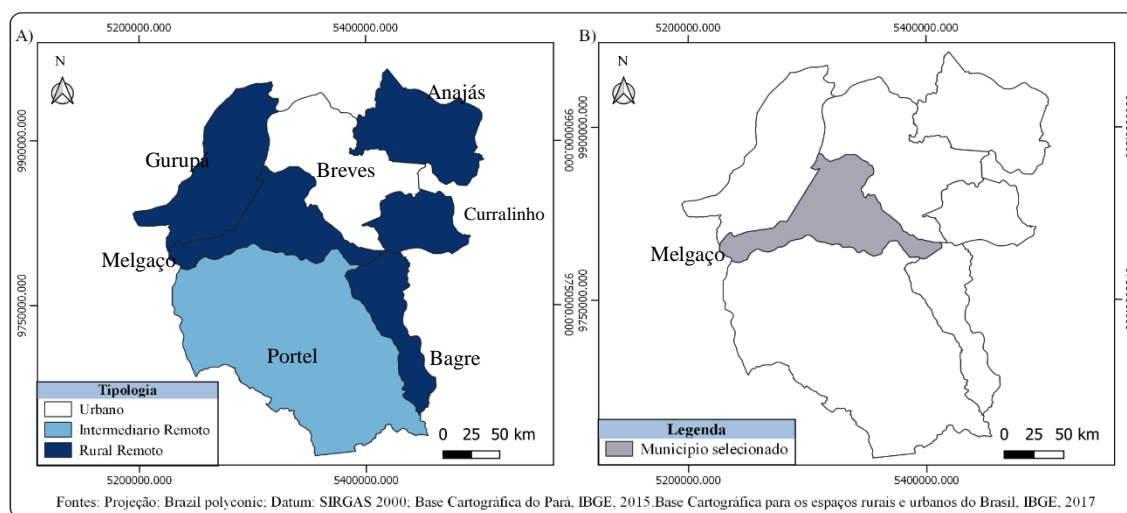 A)
5200000.000
5400000.000
N
9900000.000
9750000.000
Anajás
Gurupá
Breves
Curralinho
Melgaço
Portel
Bagre
Tipologia
Urbano
Intermediario Remoto
Rural Remoto
0 25 50 km
5200000.000
5400000.000
B)
5200000.000
5400000.000
N
9900000.000
9750000.000
Melgaço
Legenda
Município selecionado
0 25 50 km
5200000.000
5400000.000
Fontes: Projeção: Brazil polyconic; Datum: SIRGAS 2000; Base Cartográfica do Pará, IBGE, 2015.Base Cartográfica para os espaços rurais e urbanos do Brasil, IBGE, 2017